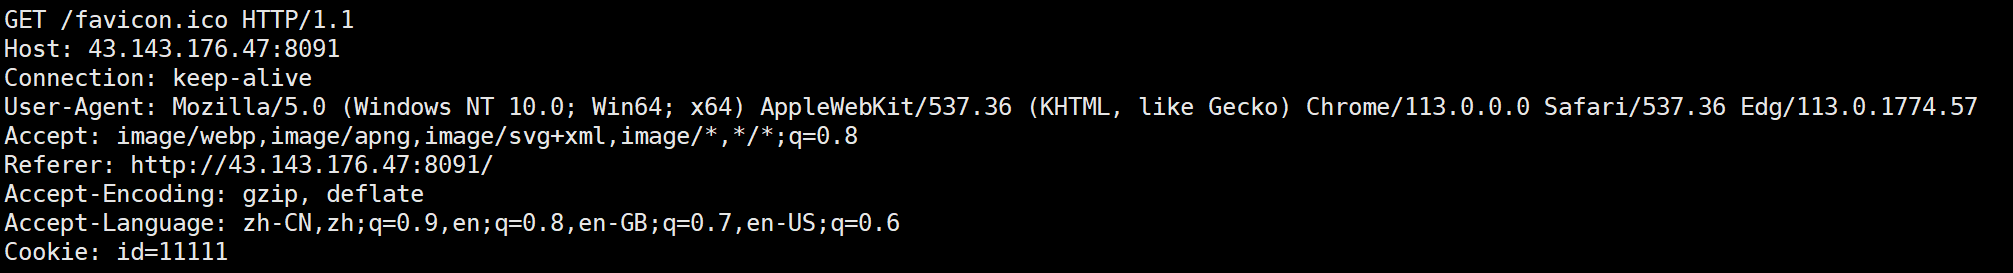 GET /favicon.ico HTTP/1.1
Host: 43.143.176.47:8091
Connection: keep-alive
User-Agent: Mozilla/5.0 (Windows NT 10.0; Win64; x64) AppleWebKit/537.36 (KHTML, like Gecko) Chrome/113.0.0.0 Safari/537.36 Edg/113.0.1774.57
Accept: image/webp,image/apng,image/svg+xml,image/*,*/*;q=0.8
Referer: http://43.143.176.47:8091/
Accept-Encoding: gzip, deflate
Accept-Language: zh-CN,zh;q=0.9,en;q=0.8,en-GB;q=0.7,en-US;q=0.6
Cookie: id=11111